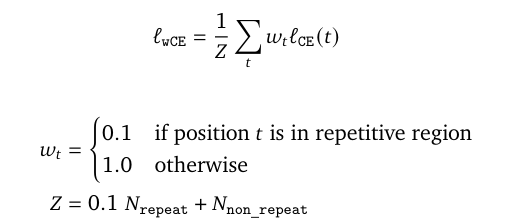 ℓ_wCE = 1/Z ∑_t w_t ℓ_CE(t)
w_t = { 0.1 if position t is in repetitive region
1.0 otherwise
Z = 0.1 N_repeat + N_non_repeat